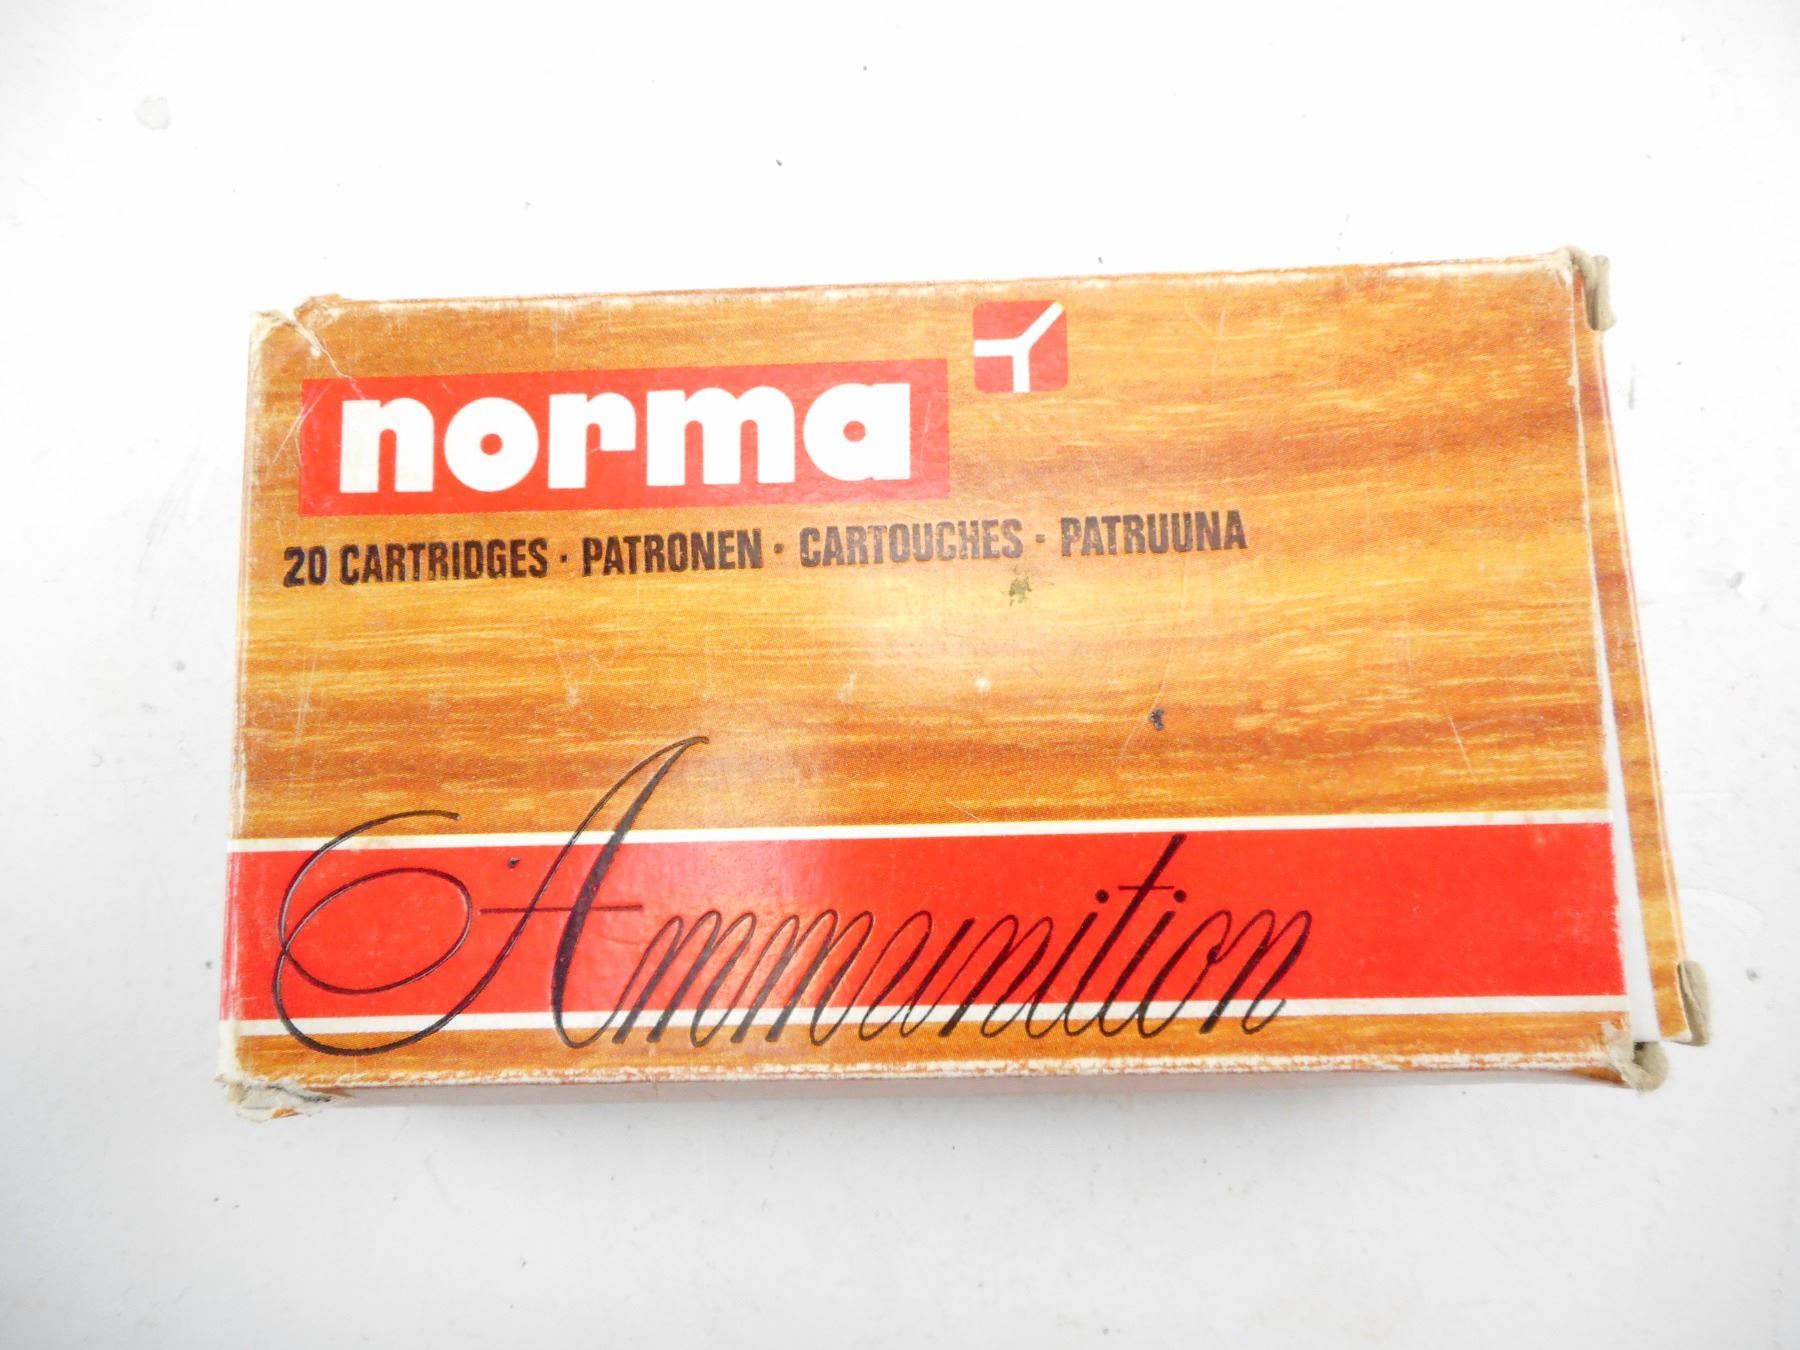 norma
20 CARTRIDGES · PATRONEN · CARTOUCHES · PATRUUNA
Ammunition